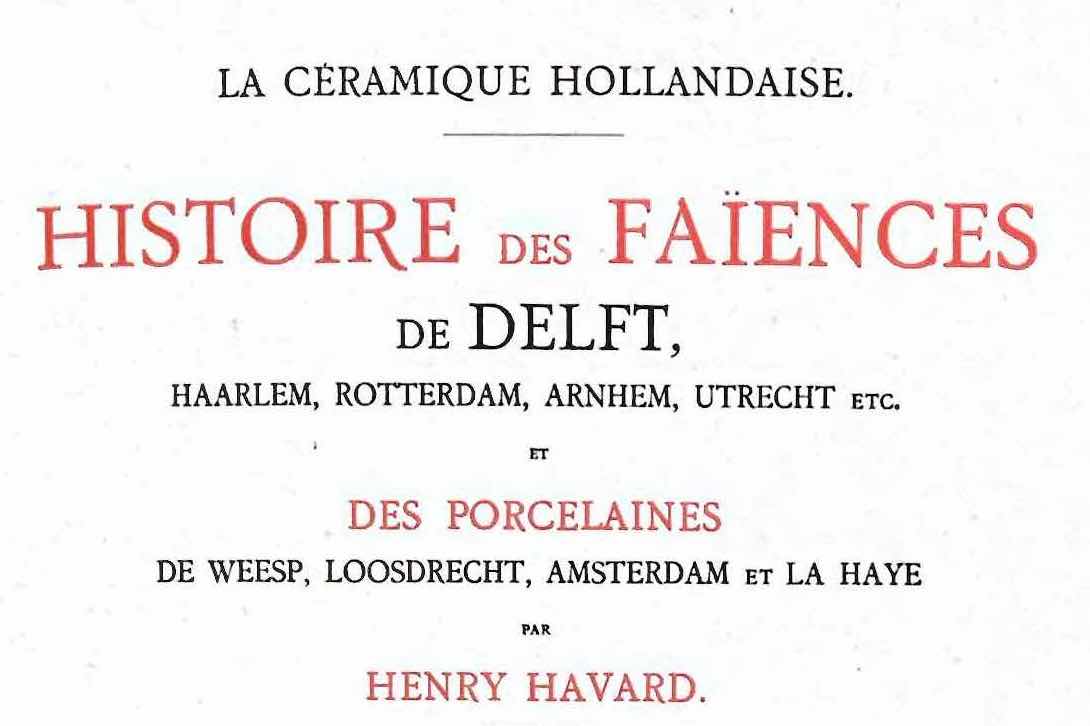 LA CÉRAMIQUE HOLLANDAISE.
HISTOIRE DES FAÏENCES
DE DELFT,
HAARLEM, ROTTERDAM, ARNHEM, UTRECHT ETC.
ET
DES PORCELAINES
DE WEESP, LOOSDRECHT, AMSTERDAM ET LA HAYE
PAR
HENRY HAVARD.